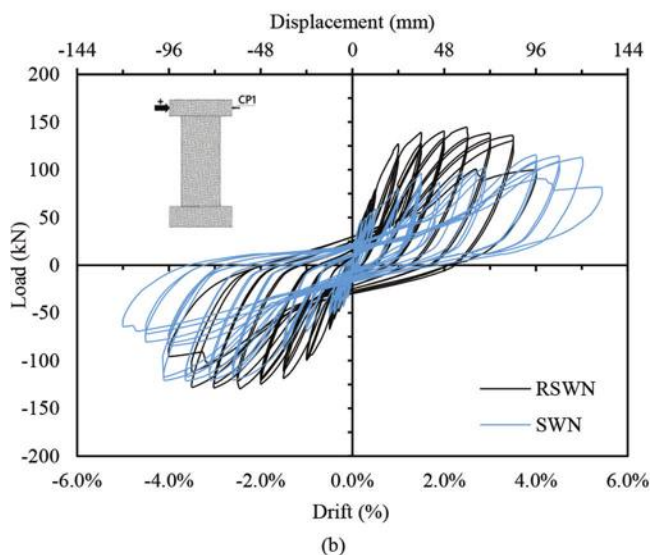 Displacement (mm)
-144 -96 -48 0 48 96 144
200
150
100
50
0
-50
-100
-150
-200
Load (kN)
+
CP1
RSWN
SWN
-6.0% -4.0% -2.0% 0.0% 2.0% 4.0% 6.0%
Drift (%)
(b)